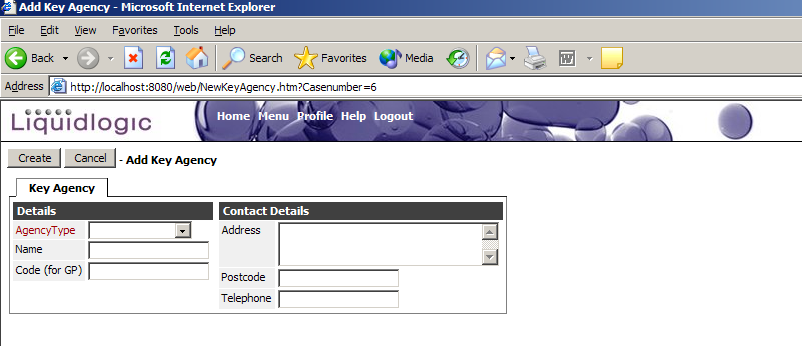 Add Key Agency - Microsoft Internet Explorer
File Edit View Favorites Tools Help
Back Search Favorites Media
Address http://localhost:8080/web/NewKeyAgency.htm?Casenumber=6
Liquidlogic Home Menu Profile Help Logout
Create Cancel - Add Key Agency
Key Agency
Details Contact Details
AgencyType Address
Name
Code (for GP) Postcode
Telephone